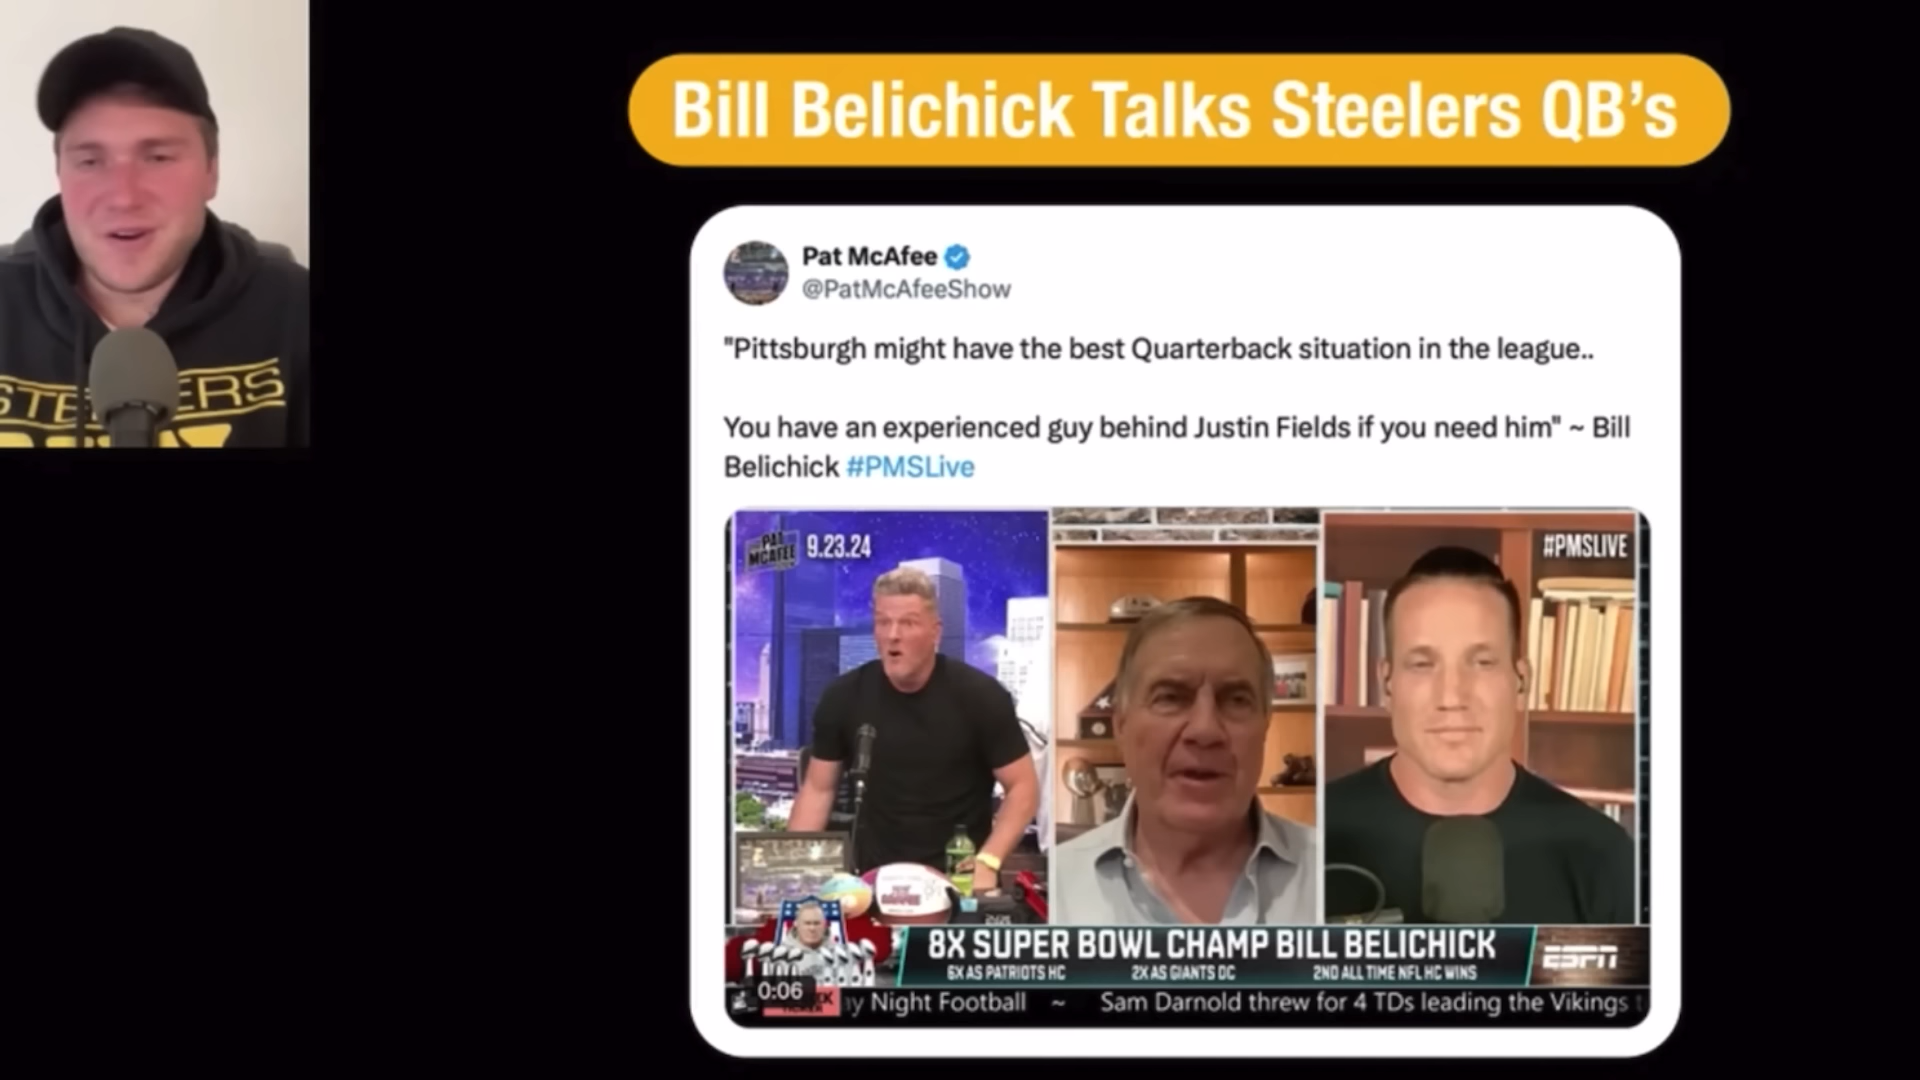 Bill Belichick Talks Steelers QB's
Pat McAfee
@PatMcAfeeShow
"Pittsburgh might have the best Quarterback situation in the league..
You have an experienced guy behind Justin Fields if you need him" ~ Bill
Belichick #PMSLive
PAT MCAFEE 9.23.24
#PMSLIVE
8X SUPER BOWL CHAMP BILL BELICHICK
6X AS PATRIOTS HC 2X AS GIANTS DC 2ND ALL TIME NFL HC WINS
ESPN
0:06
Night Football ~ Sam Darnold threw for 4 TDs leading the Vikings